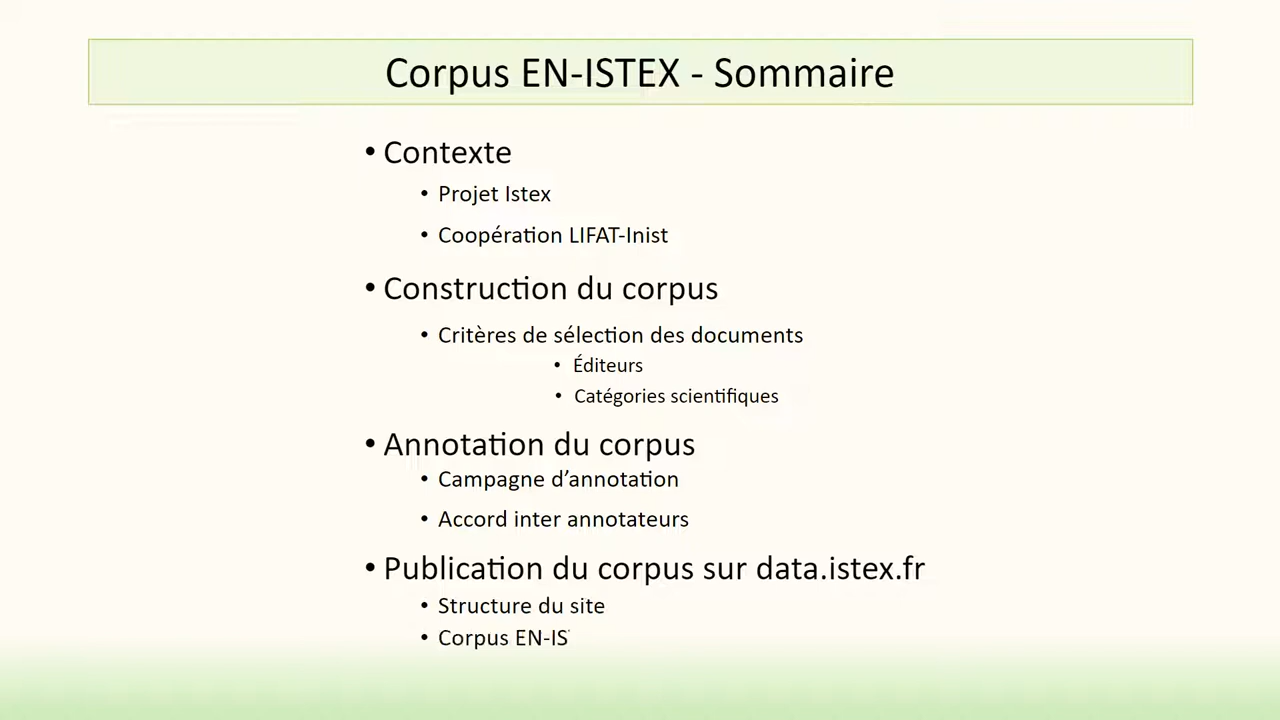 Corpus EN-ISTEX - Sommaire
• Contexte
• Projet Istex
• Coopération LIFAT-Inist
• Construction du corpus
• Critères de sélection des documents
• Éditeurs
• Catégories scientifiques
• Annotation du corpus
• Campagne d’annotation
• Accord inter annotateurs
• Publication du corpus sur data.istex.fr
• Structure du site
• Corpus EN-IS